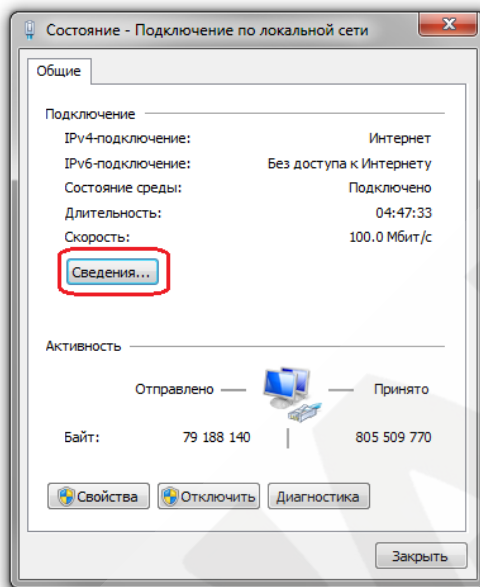 Состояние - Подключение по локальной сети
Общие
Подключение
IPv4-подключение: Интернет
IPv6-подключение: Без доступа к Интернету
Состояние среды: Подключено
Длительность: 04:47:33
Скорость: 100.0 Мбит/с
Сведения...
Активность
Отправлено — — Принято
Байт: 79 188 140 805 509 770
Свойства Отключить Диагностика
Закрыть